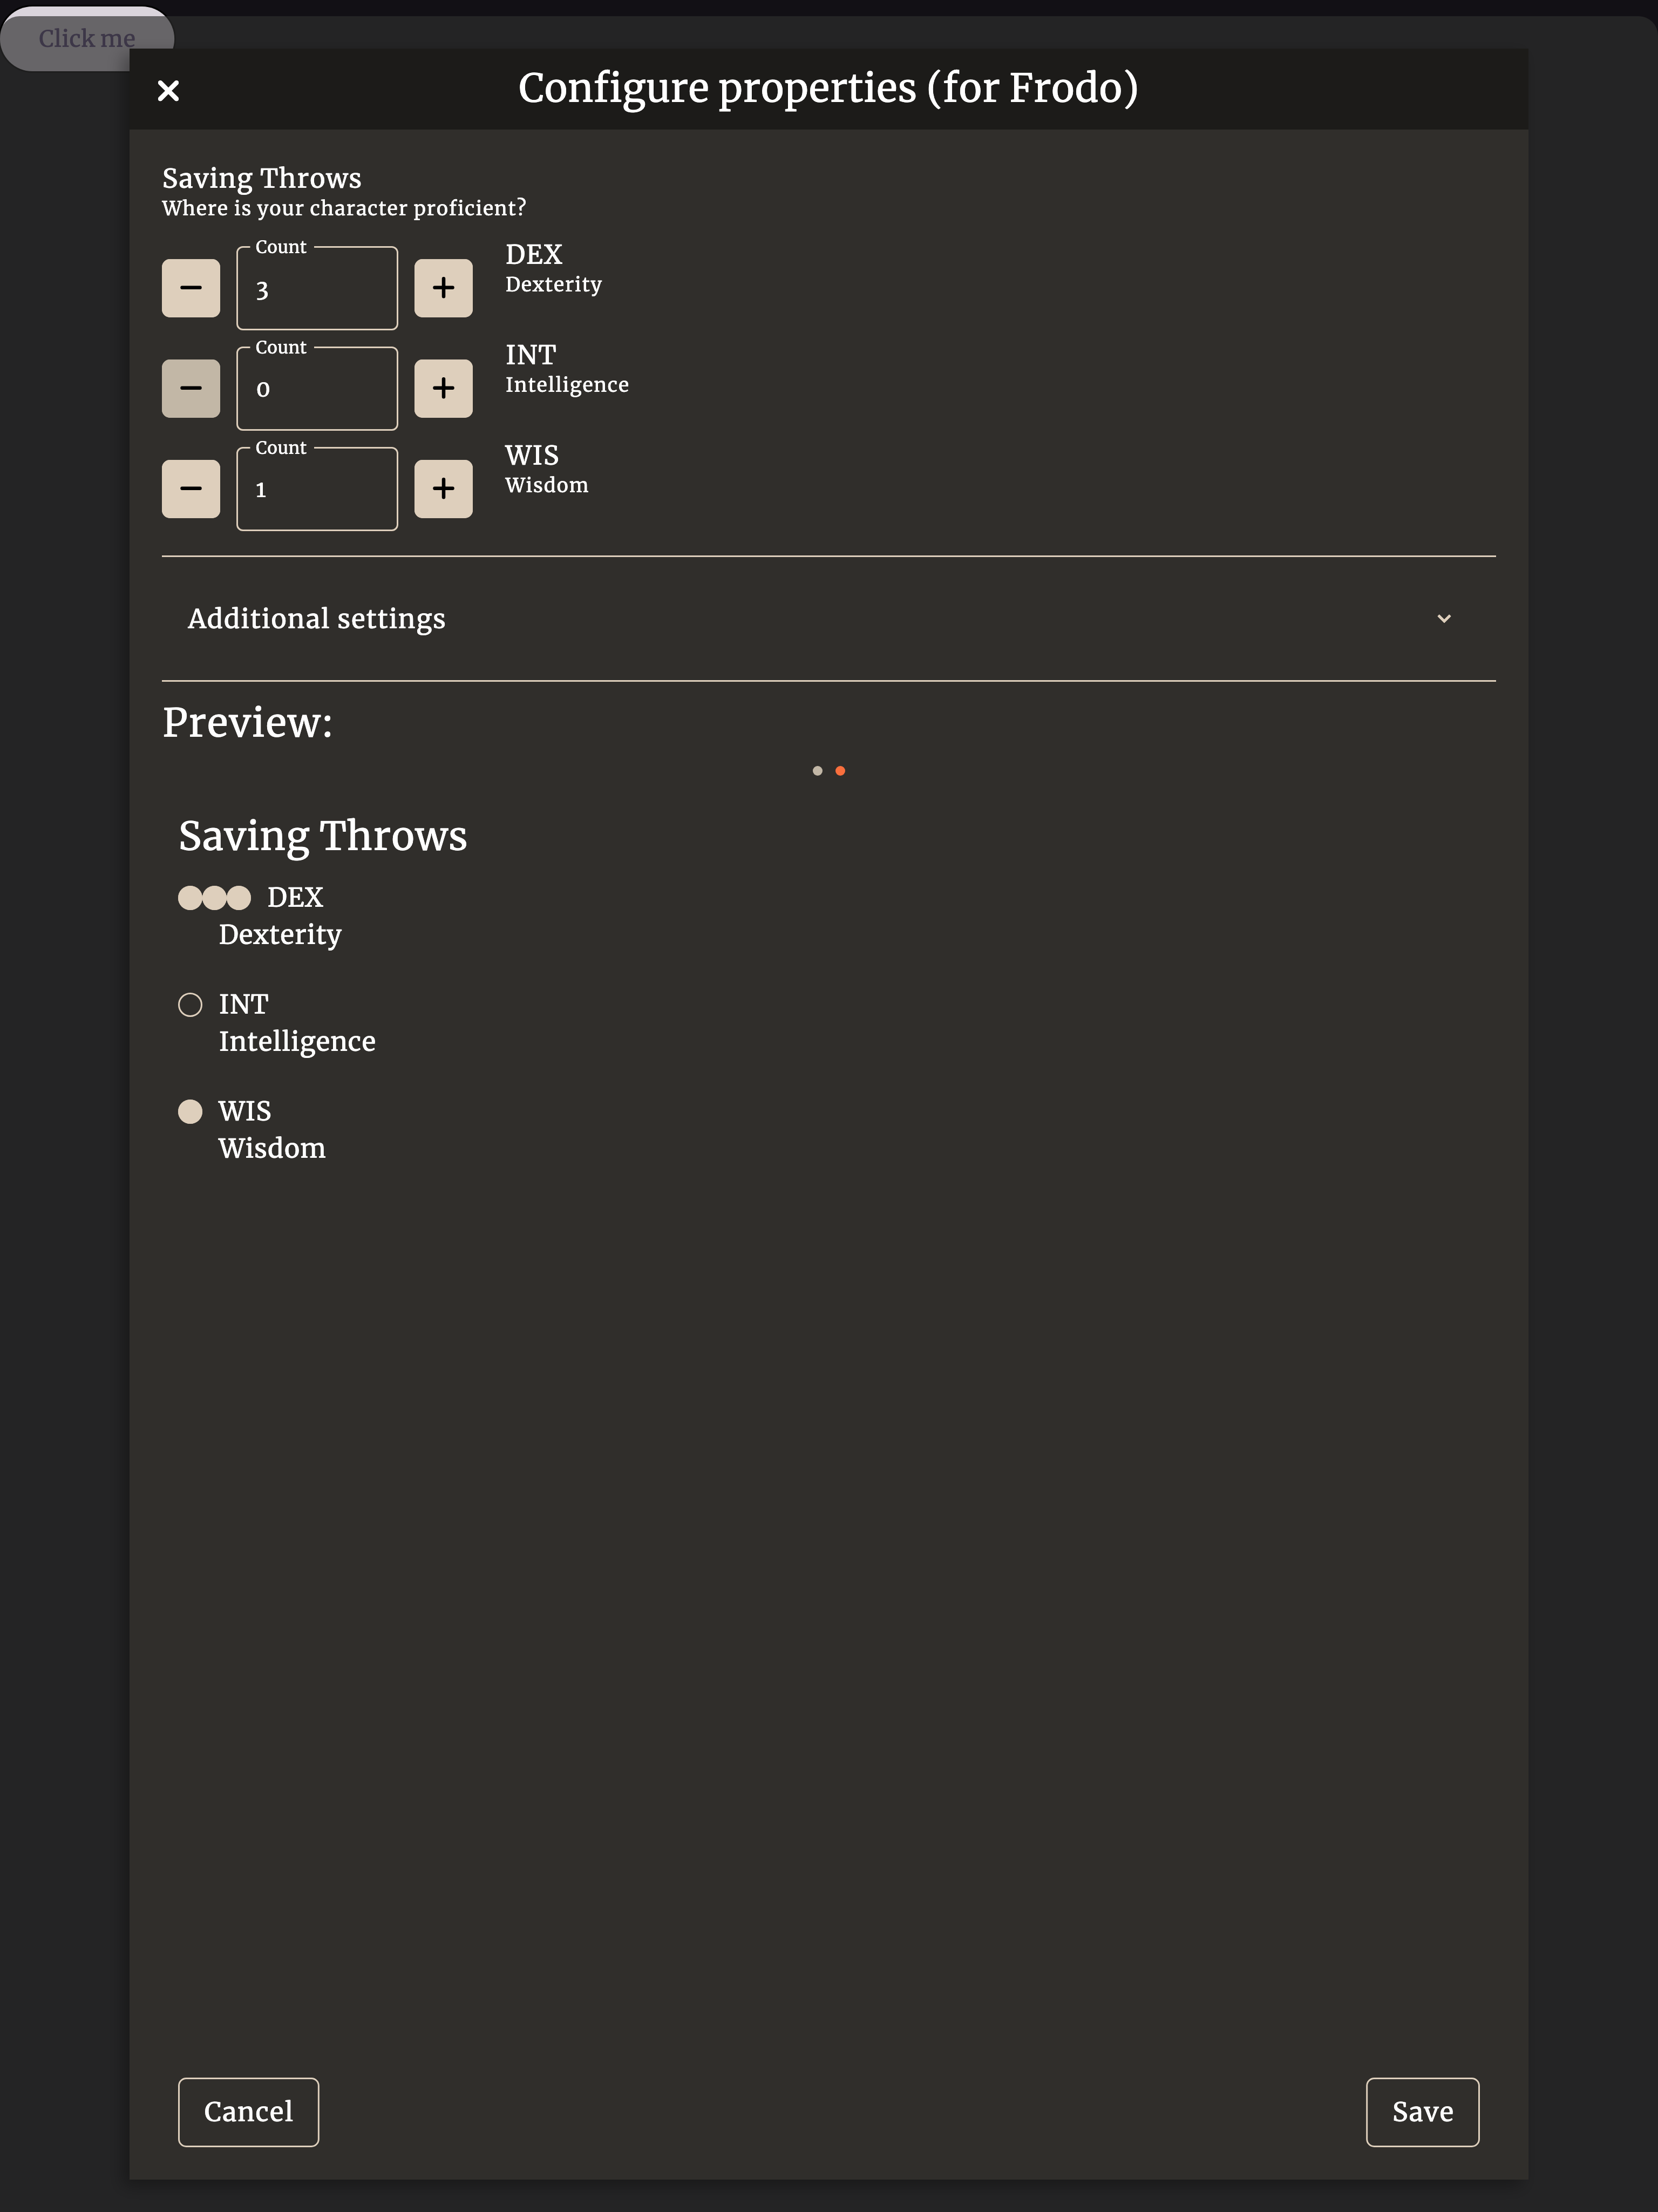 Click me
Configure properties (for Frodo)
Saving Throws
Where is your character proficient?
Count
3
DEX
Dexterity
Count
0
INT
Intelligence
Count
1
WIS
Wisdom
Additional settings
Preview:
Saving Throws
DEX
Dexterity
INT
Intelligence
WIS
Wisdom
Cancel
Save